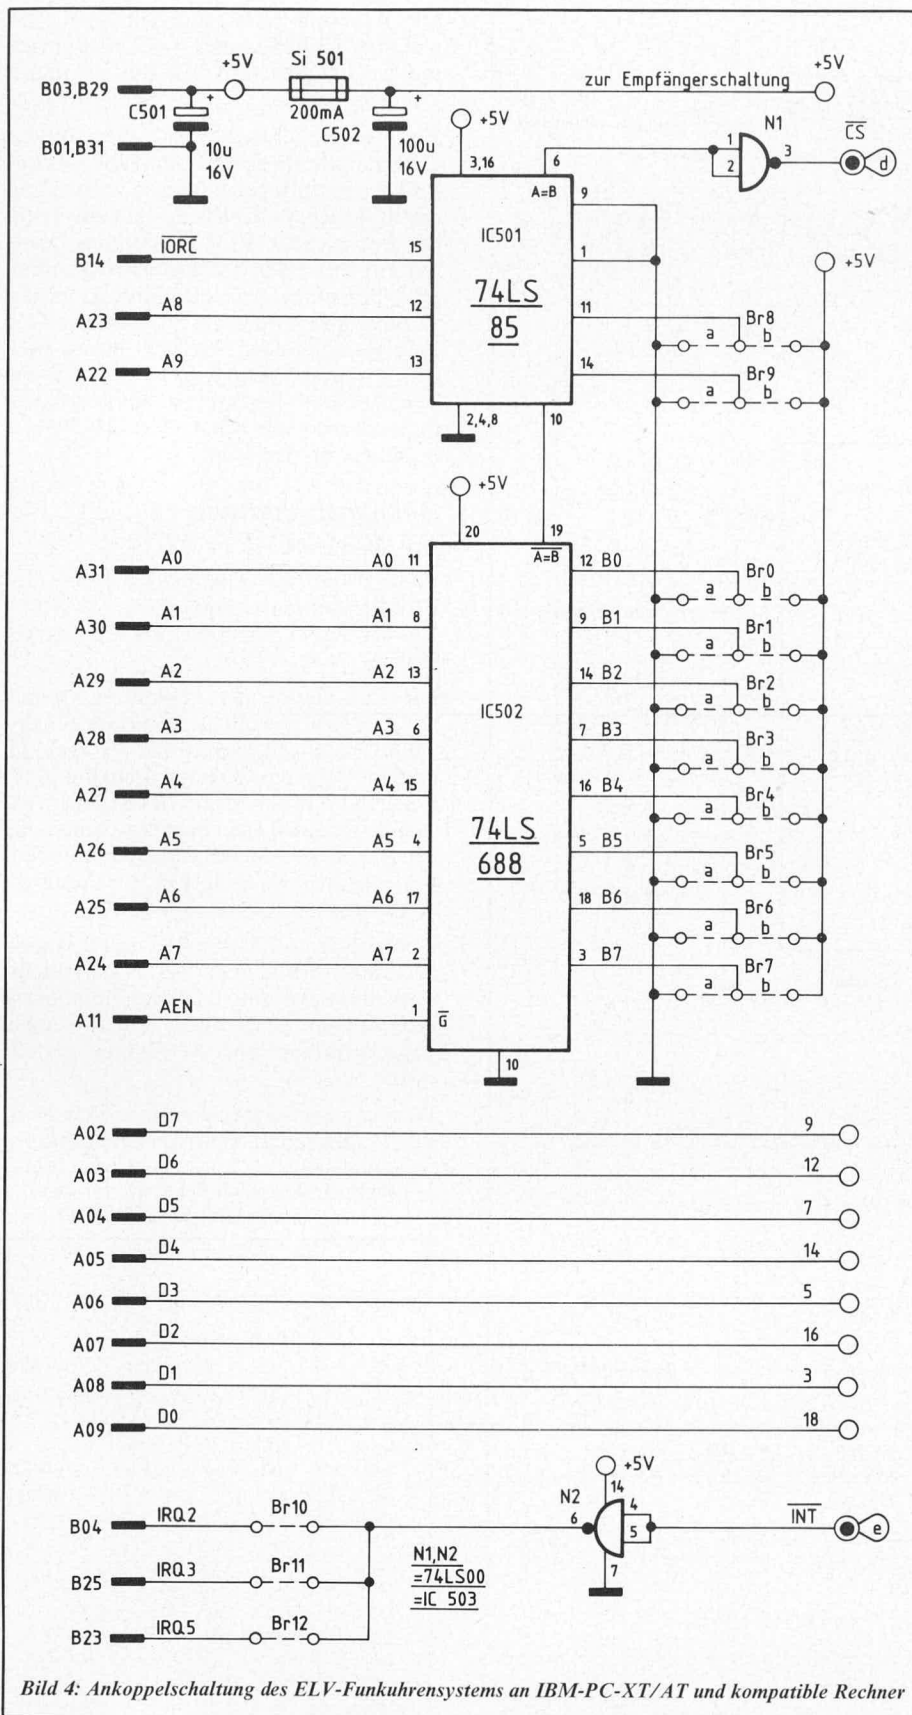 Si 501
+5V
+5V
B03,B29
zur Empfängerschaltung
+
+
C501
200mA
C502
+5V
N1
C̅S̅
B01,B31
10u
16V
100u
16V
3,16
6
1
2
3
d
A=B
9
IC501
B14
I̅O̅R̅C̅
15
1
+5V
74LS
85
A23
A8
12
11
Br8
a
b
A22
A9
13
14
Br9
a
b
2,4,8
10
+5V
20
19
A31
A0
A0
11
A̅=̅B̅
12
B0
Br0
a
b
A30
A1
A1
8
9
B1
Br1
a
b
A29
A2
A2
13
14
B2
Br2
a
b
IC502
A28
A3
A3
6
7
B3
Br3
a
b
A27
A4
A4
15
16
B4
Br4
a
b
74LS
688
A26
A5
A5
4
5
B5
Br5
a
b
A25
A6
A6
17
18
B6
Br6
a
b
A24
A7
A7
2
3
B7
Br7
a
b
A11
AEN
1
G̅
10
A02
D7
9
A03
D6
12
A04
D5
7
A05
D4
14
A06
D3
5
A07
D2
16
A08
D1
3
A09
D0
18
+5V
14
B04
IRQ2
Br10
N2
6
4
5
I̅N̅T̅
e
B25
IRQ3
Br11
N1,N2
=74LS00
=IC 503
7
B23
IRQ5
Br12
Bild 4: Ankoppelschaltung des ELV-Funkuhrensystems an IBM-PC-XT/AT und kompatible Rechner